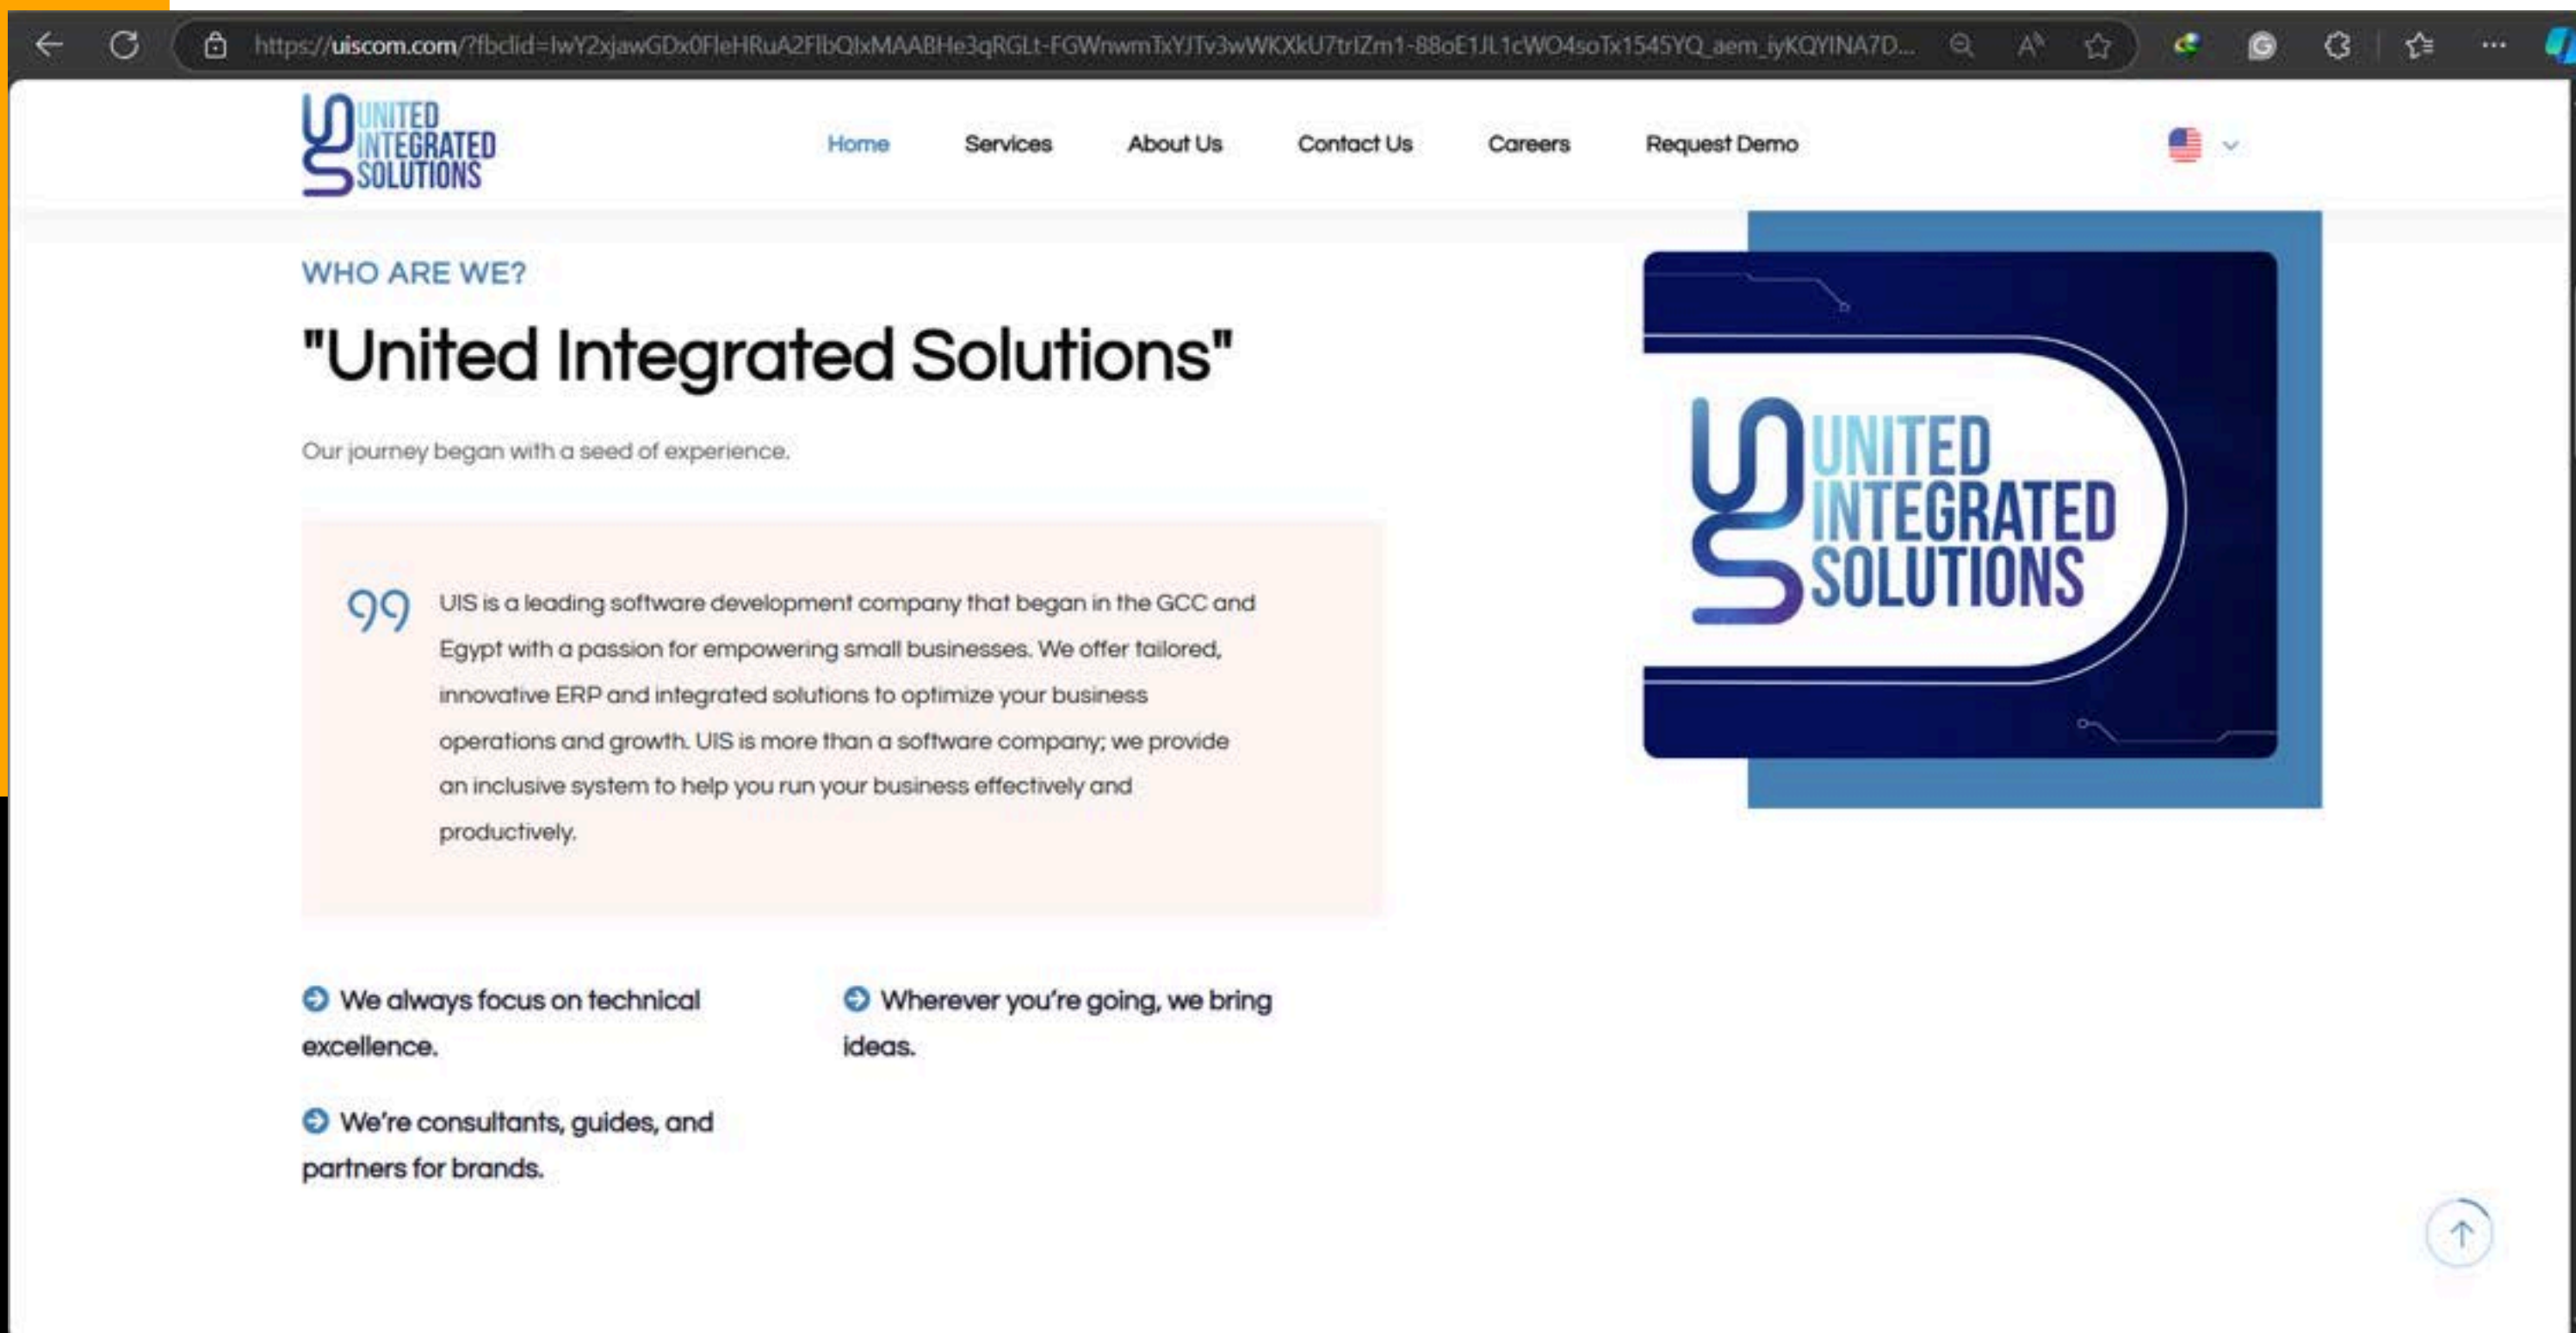 https://uiscom.com/?fbclid=IwY2xjawGDx0FleHRuA2FlbQIxMAABHe3qRGLt-FGWnwmTxYJTv3wWKXkU7trIZm1-88oE1JL1cWO4soTx1545YQ_aem_iyKQYINA7D...
UNITED
INTEGRATED
SOLUTIONS
Home Services About Us Contact Us Careers Request Demo
WHO ARE WE?
"United Integrated Solutions"
Our journey began with a seed of experience.
UIS is a leading software development company that began in the GCC and
Egypt with a passion for empowering small businesses. We offer tailored,
innovative ERP and integrated solutions to optimize your business
operations and growth. UIS is more than a software company; we provide
an inclusive system to help you run your business effectively and
productively.
UNITED
INTEGRATED
SOLUTIONS
We always focus on technical
excellence.
Wherever you're going, we bring
ideas.
We're consultants, guides, and
partners for brands.